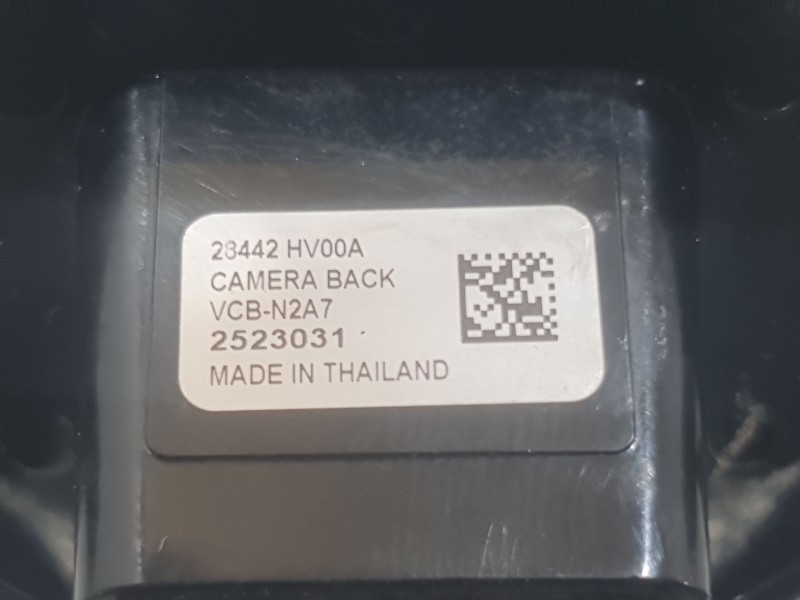 28442 HV00A
CAMERA BACK
VCB-N2A7
2523031
MADE IN THAILAND